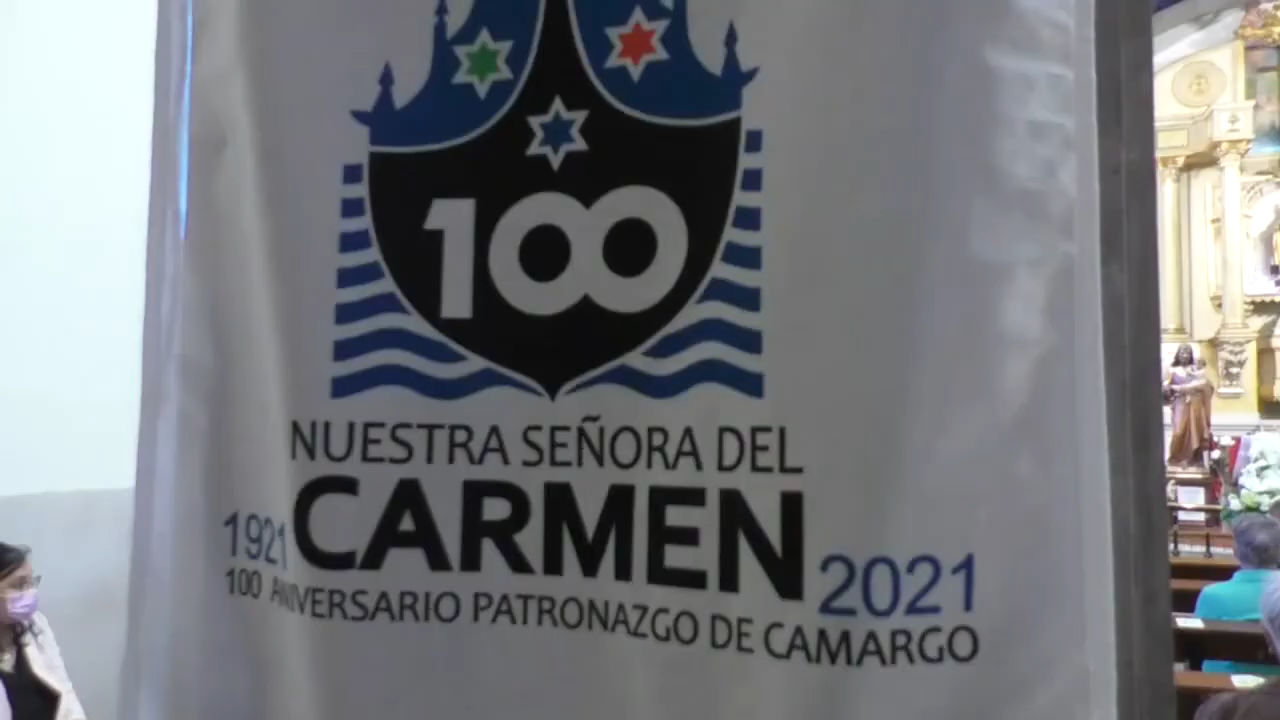 100
NUESTRA SEÑORA DEL
1921 CARMEN 2021
100 ANIVERSARIO PATRONAZGO DE CAMARGO